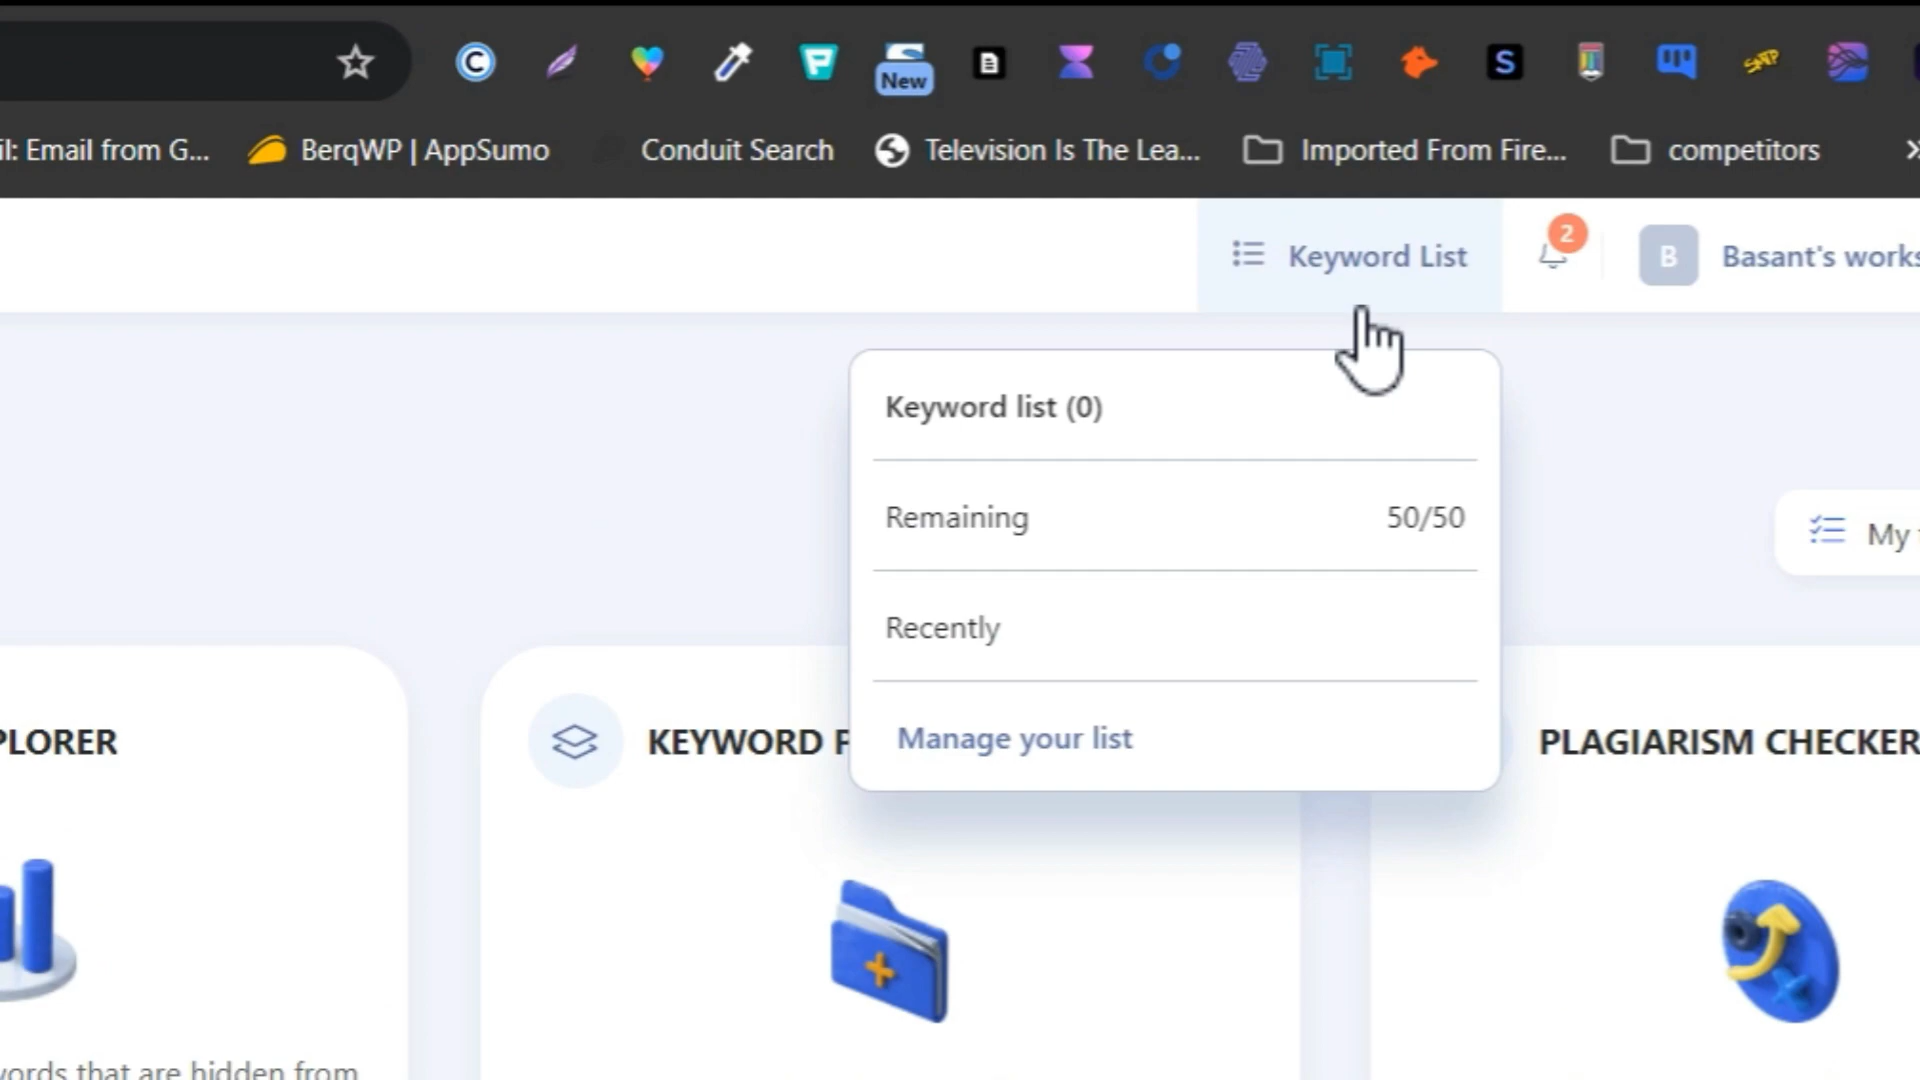 New
il: Email from G...
BerqWP | AppSumo
Conduit Search
Television Is The Lea...
Imported From Fire...
competitors
Keyword List
2
B
Basant's works
Keyword list (0)
Remaining 50/50
Recently
Manage your list
My
PLORER
KEYWORD F
PLAGIARISM CHECKER
words that are hidden from